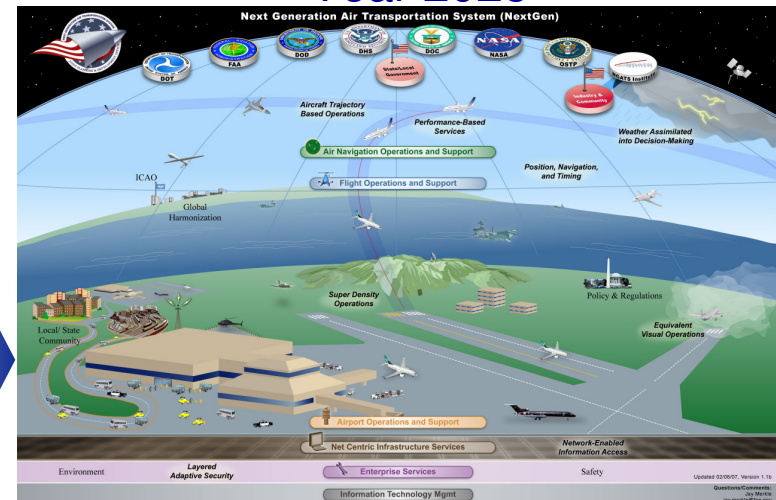 Next Generation Air Transportation System (NextGen)
DOT
FAA
DOD
DHS
State/Local
Government
DOC
NASA
OSTP
Industry &
Community
NGATS Institute
Aircraft Trajectory
Based Operations
Performance-Based
Services
Weather Assimilated
into Decision-Making
Air Navigation Operations and Support
Position, Navigation,
and Timing
ICAO
Flight Operations and Support
Global
Harmonization
Super Density
Operations
Policy & Regulations
Local/ State
Community
Equivalent
Visual Operations
Airport Operations and Support
Net Centric Infrastructure Services
Network-Enabled
Information Access
Environment
Layered
Adaptive Security
Enterprise Services
Safety
Updated 02/06/07, Version 1.1b
Information Technology Mgmt
Questions/Comments:
Jay Merkle